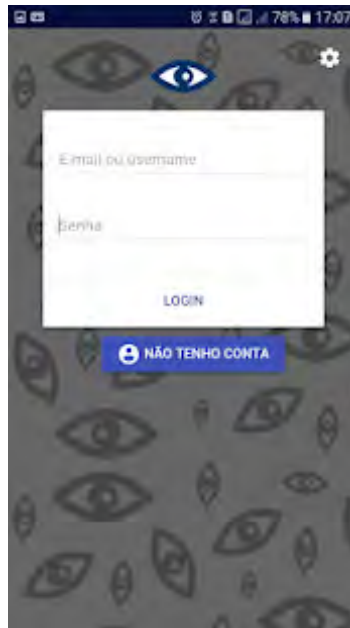 78% 17:07
E-mail ou username
Senha
LOGIN
NÃO TENHO CONTA